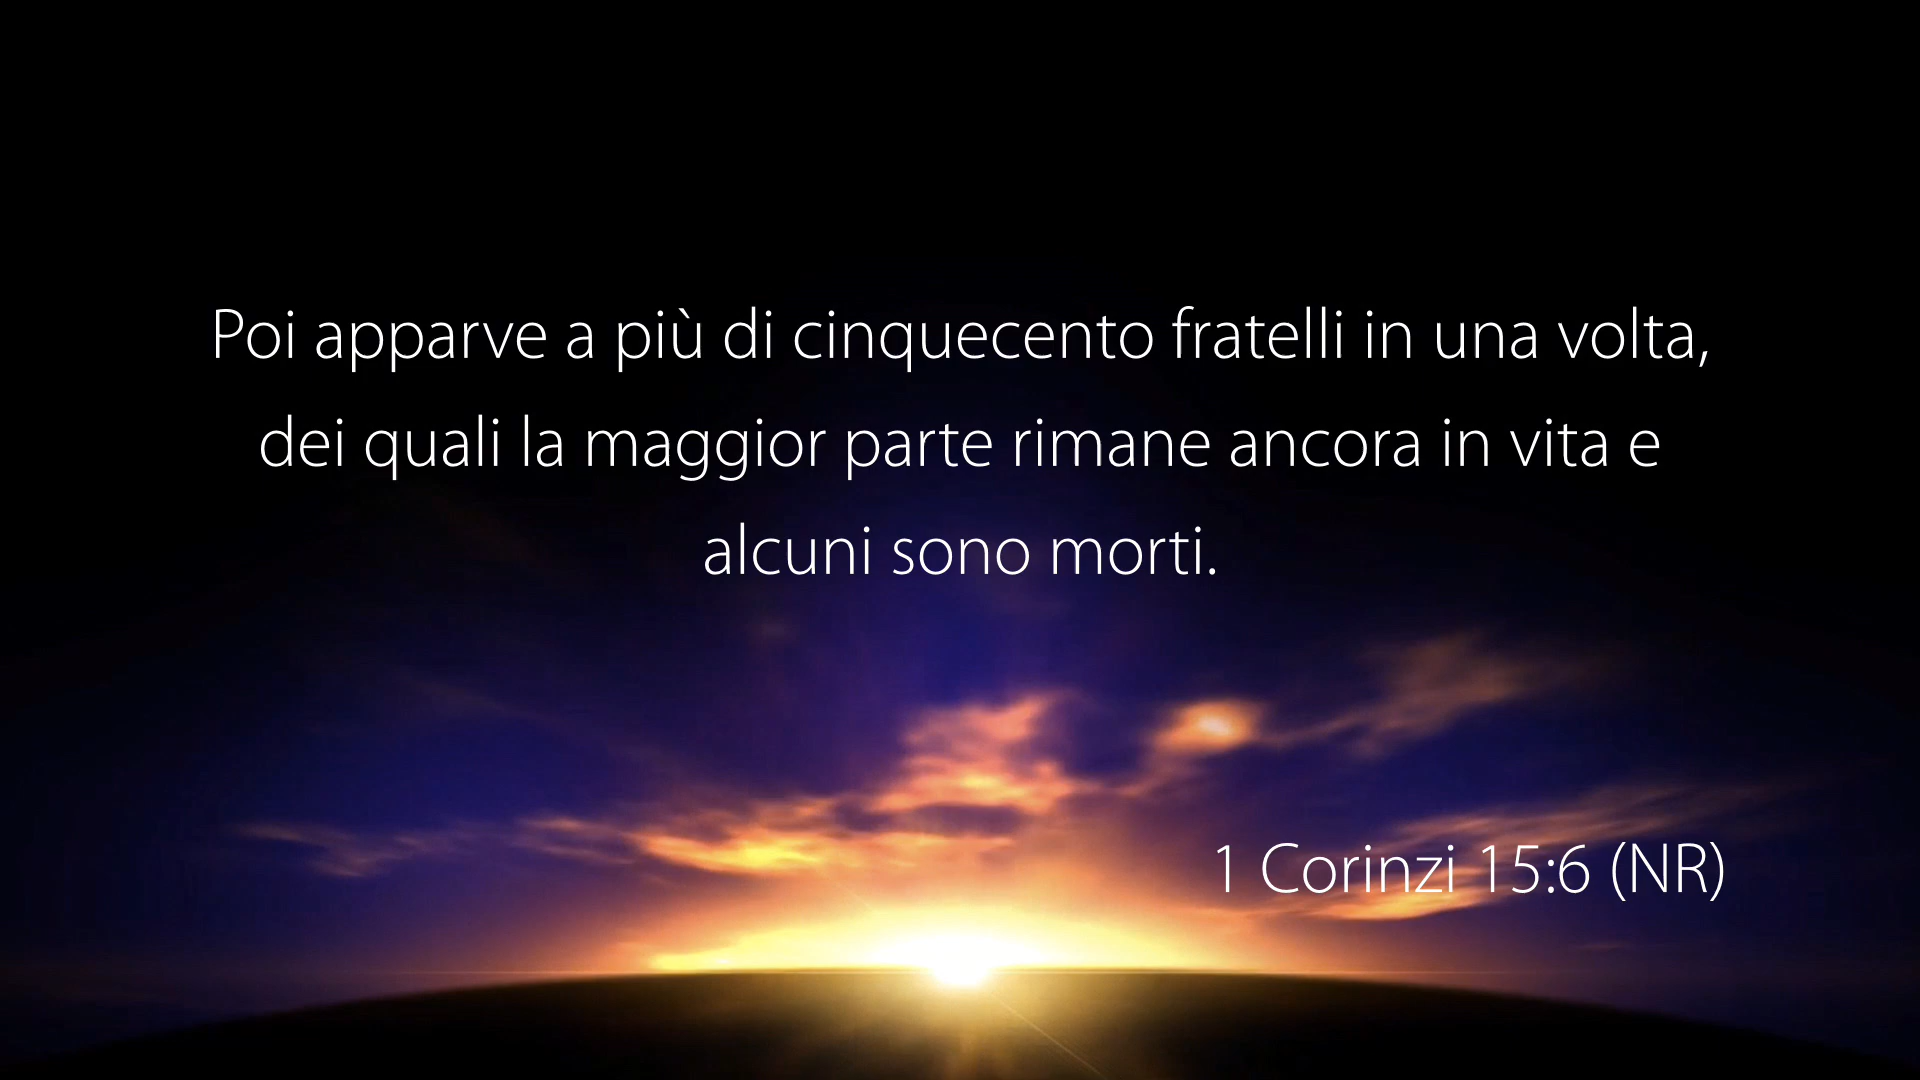 Poi apparve a più di cinquecento fratelli in una volta,
dei quali la maggior parte rimane ancora in vita e
alcuni sono morti.
1 Corinzi 15:6 (NR)